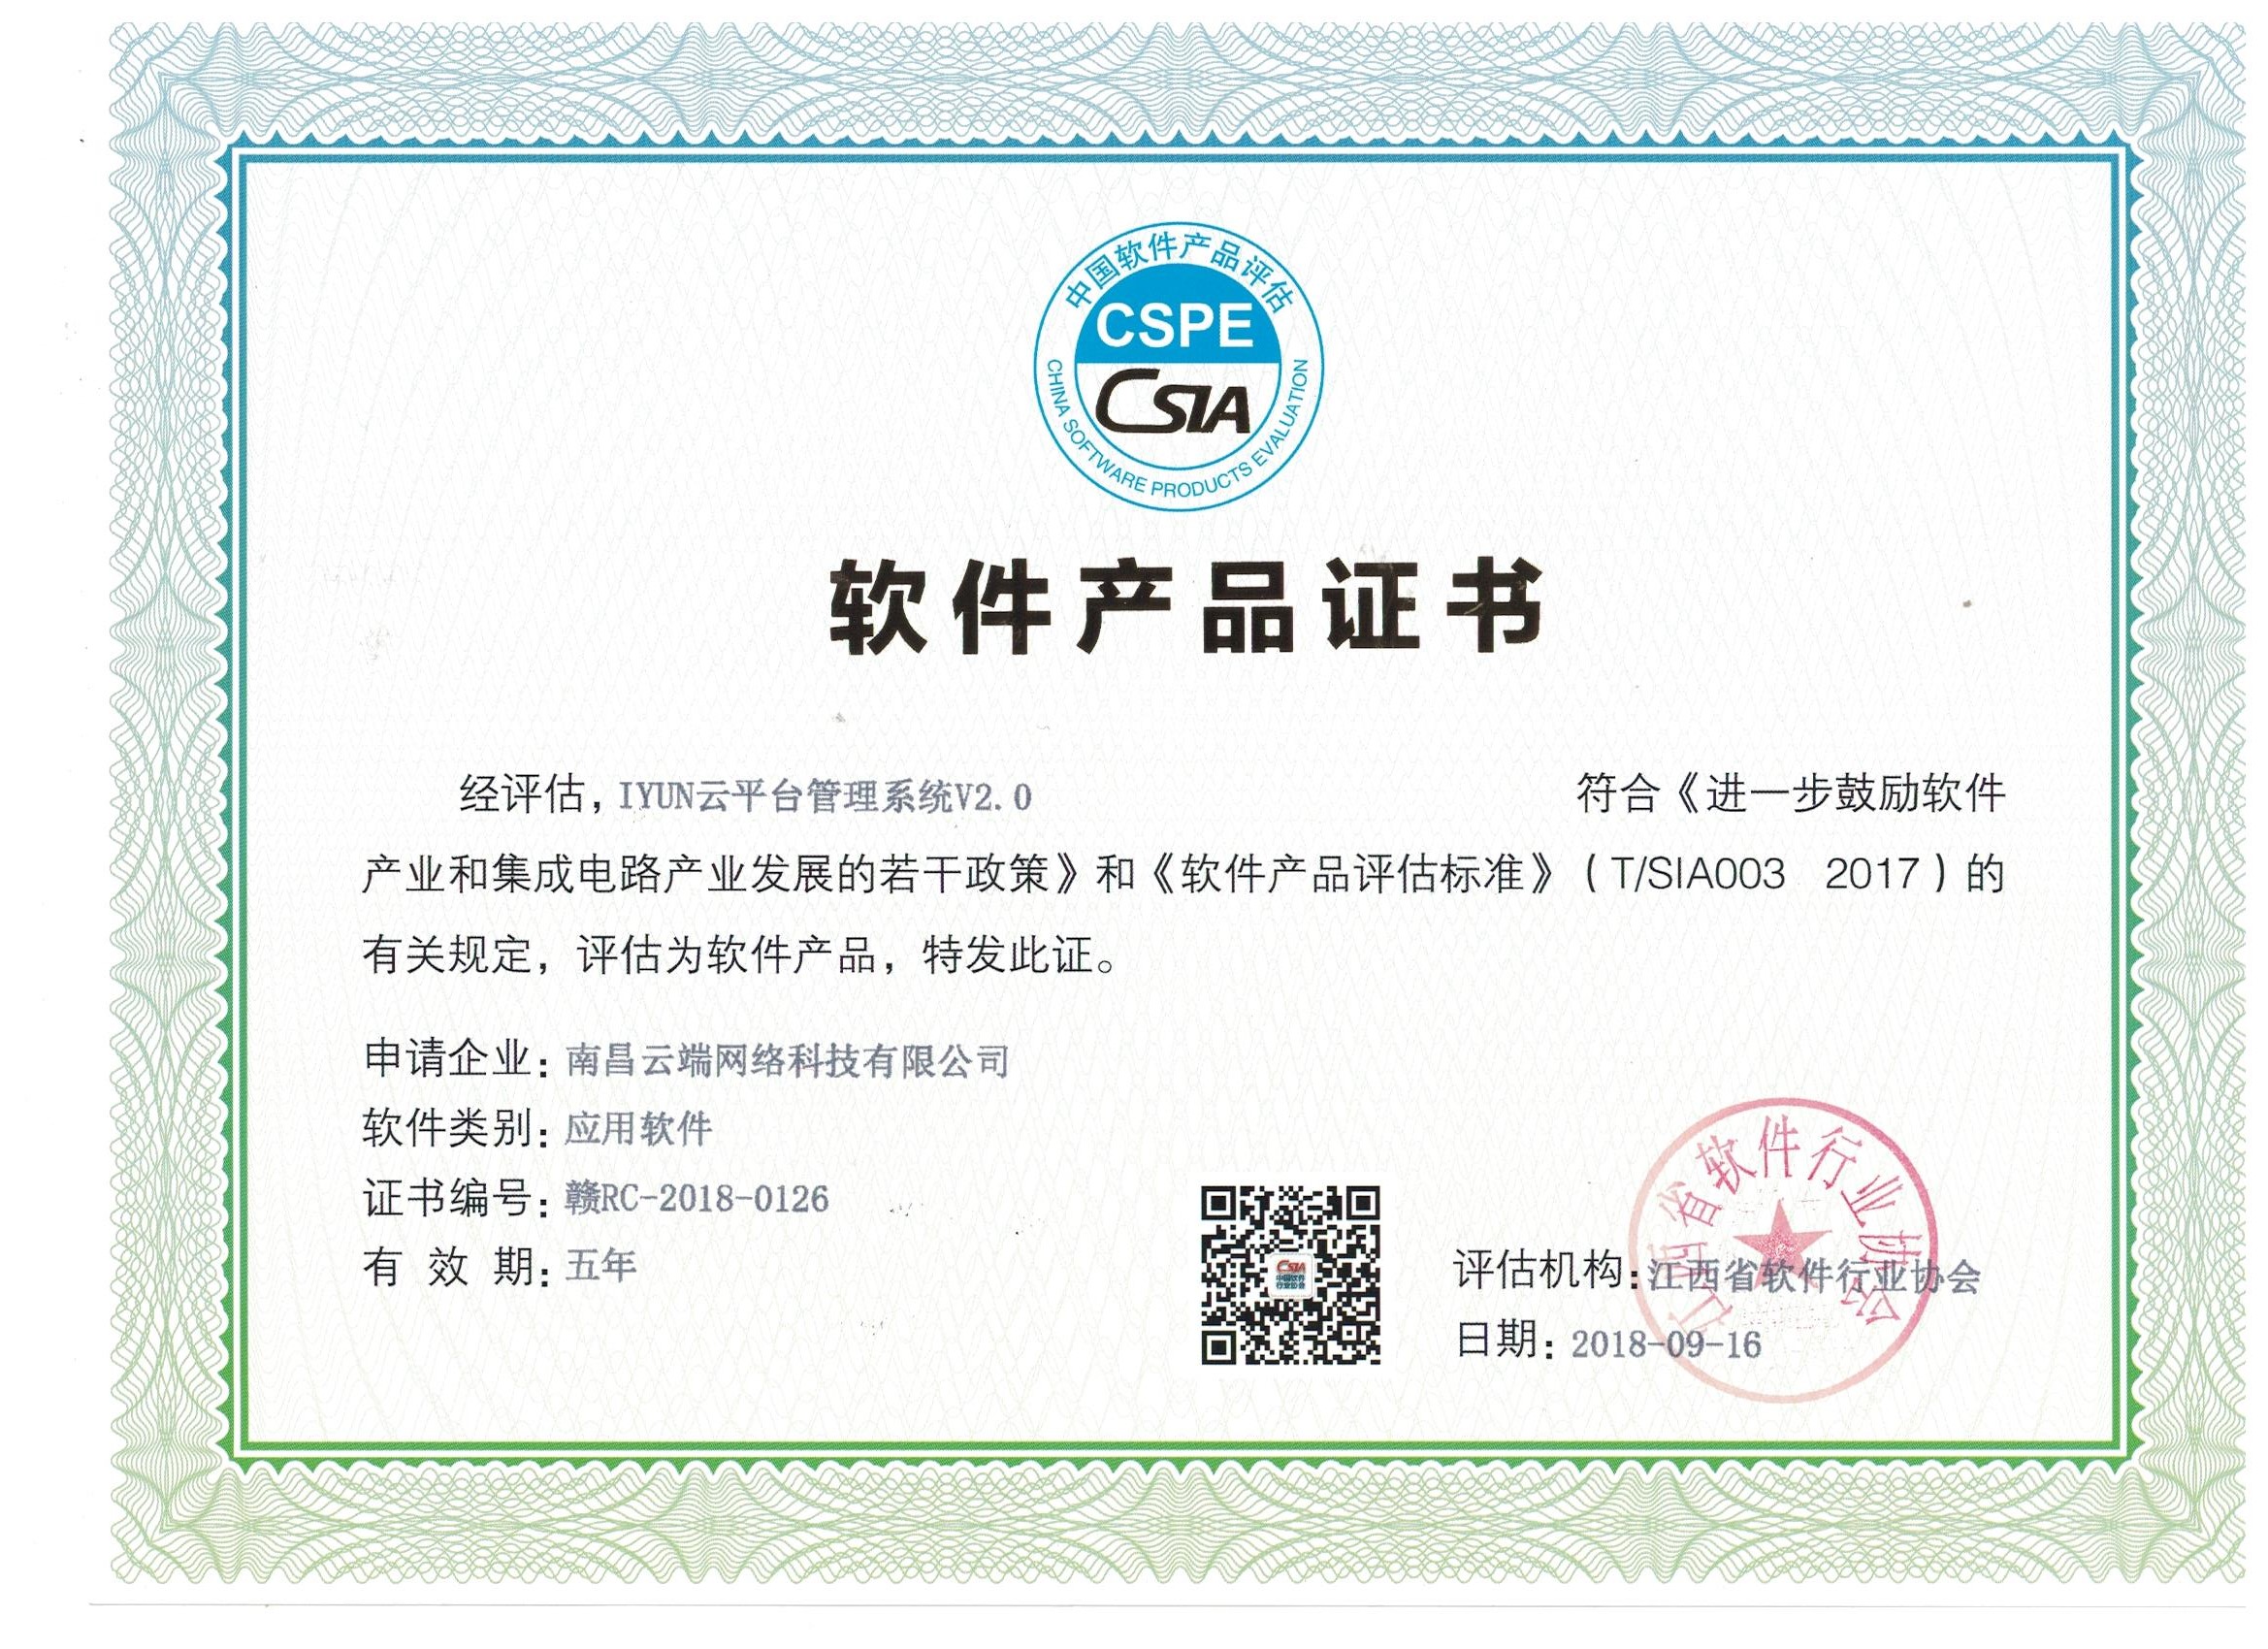 中国软件产品评估
CSPE
CSIA
CHINA SOFTWARE PRODUCTS EVALUATION
软件产品证书
经评估，IYUN云平台管理系统V2.0 符合《进一步鼓励软件
产业和集成电路产业发展的若干政策》和《软件产品评估标准》（T/SIA003 2017）的
有关规定，评估为软件产品，特发此证。
申请企业：南昌云端网络科技有限公司
软件类别：应用软件
证书编号：赣RC-2018-0126
有 效 期：五年
CSIA
中国软件
行业协会
江西省软件行业协会
评估机构：江西省软件行业协会
日期：2018-09-16